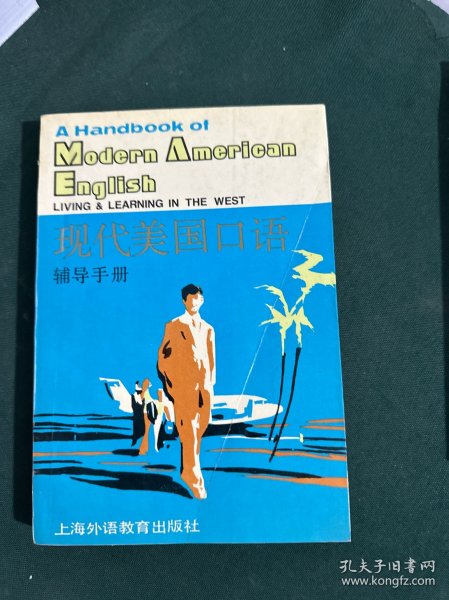 A Handbook of
Modern American
English
LIVING & LEARNING IN THE WEST
现代美国口语
辅导手册
上海外语教育出版社
孔夫子旧书网
www.kongfz.com